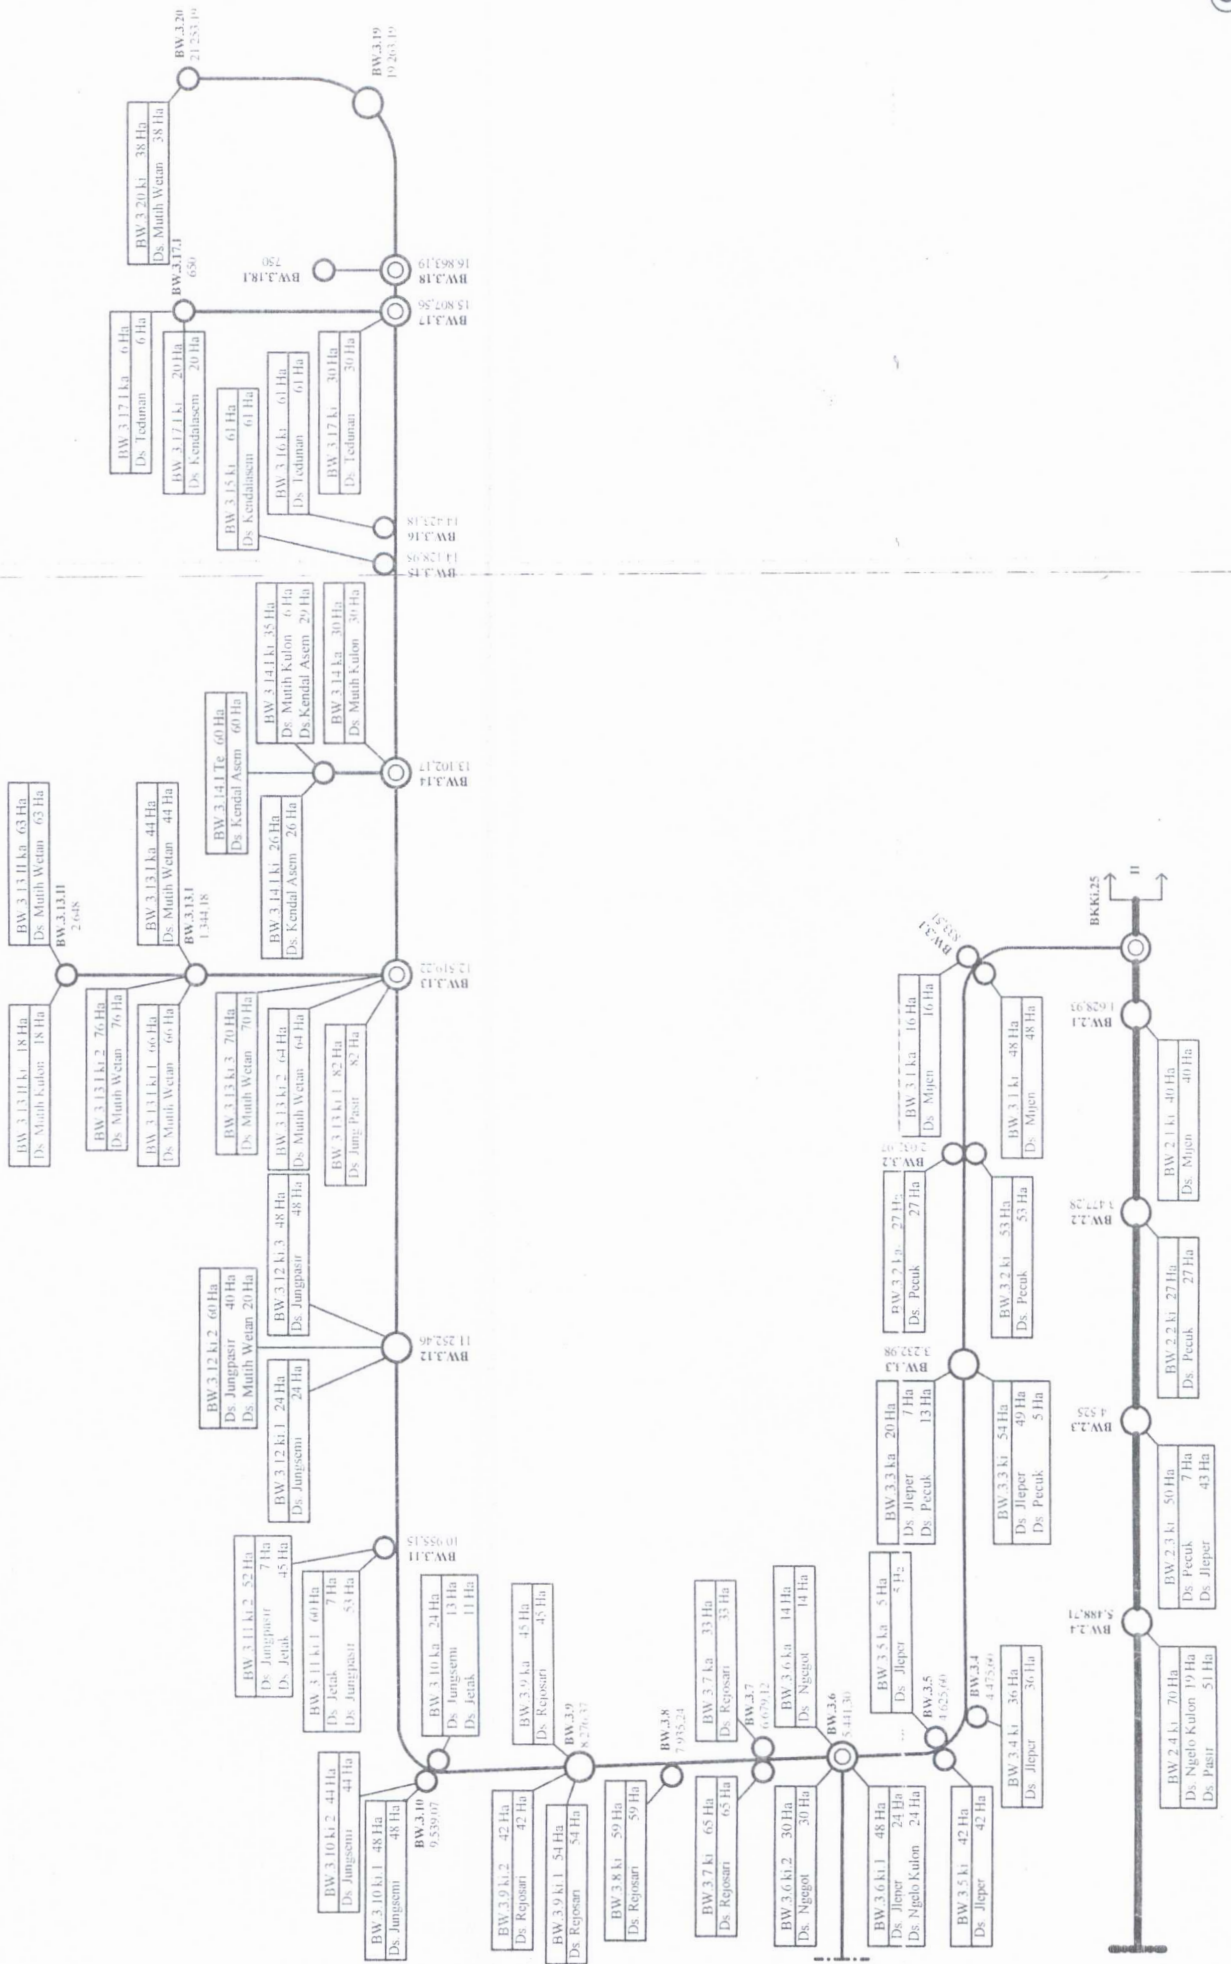 BW.3.20
21.253.19
BW 3 20 ki 38 Ha
Ds. Mutih Wetan 38 Ha
BW.3.19
19.263.19
BW.3.18.1
750
BW.3.18
16.863,19
BW.3.17.1
650
BW 3 17 1 ka 6 Ha
Ds Tedunan 6 Ha
BW 3 17 1 ki 20 Ha
Ds Kendalasem 20 Ha
BW.3.17
15.807,56
BW 3 17 ki 30 Ha
Ds Tedunan 30 Ha
BW 3 16 ki 61 Ha
Ds Tedunan 61 Ha
BW.3.16
14.423,18
BW 3 15 ki 61 Ha
Ds Kendalasem 61 Ha
BW.3.15
14.128,95
BW 3 14 1 ki 35 Ha
Ds. Mutih Kulon 6 Ha
Ds. Kendal Asem 29 Ha
BW 3 14 ka 30 Ha
Ds. Mutih Kulon 30 Ha
BW 3 14 1 Te 60 Ha
Ds. Kendal Asem 60 Ha
BW 3 14 1 ki 26 Ha
Ds. Kendal Asem 26 Ha
BW.3.14
13.102,17
BW 3 13 11 ka 63 Ha
Ds. Mutih Wetan 63 Ha
BW.3.13.11
2.648
BW 3 13 11 ki 18 Ha
Ds. Mutih Kulon 18 Ha
BW 3 13 1 ka 44 Ha
Ds. Mutih Wetan 44 Ha
BW.3.13.1
1.344.18
BW 3 13 1 ki 2 76 Ha
Ds. Mutih Wetan 76 Ha
BW 3 13 1 ki 1 66 Ha
Ds. Mutih Wetan 66 Ha
BW 3 13 ki 3 70 Ha
Ds. Mutih Wetan 70 Ha
BW 3 13 ki 2 64 Ha
Ds. Mutih Wetan 64 Ha
BW 3 13 ki 1 82 Ha
Ds. Jung Pasir 82 Ha
BW.3.13
12.519,22
BW 3 12 ki 3 48 Ha
Ds. Jungpasir 48 Ha
BW 3 12 ki 2 60 Ha
Ds. Jungpasir 40 Ha
Ds. Mutih Wetan 20 Ha
BW 3 12 ki 1 24 Ha
Ds. Jungsemi 24 Ha
BW.3.12
11.252,46
BW.3.11
10.955,15
BW 3 11 ki 2 52 Ha
Ds. Jungpasir 7 Ha
Ds. Jetak 45 Ha
BW 3 11 ki 1 60 Ha
Ds. Jetak 7 Ha
Ds. Jungpasir 53 Ha
BW 3 10 ka 24 Ha
Ds Jungsemi 13 Ha
Ds Jetak 11 Ha
BW 3 10 ki 2 44 Ha
Ds Jungsemi 44 Ha
BW 3 10 ki 1 48 Ha
Ds. Jungsemi 48 Ha
BW.3.10
9.539,07
BW 3 9 ka 45 Ha
Ds Rejosari 45 Ha
BW.3.9
8.276,37
BW 3.9 ki.2 42 Ha
Ds Rejosari 42 Ha
BW 3 9 ki 1 54 Ha
Ds. Rejosari 54 Ha
BW.3.8
7.935,24
BW 3.8 ki 59 Ha
Ds Rejosari 59 Ha
BW 3 7 ka 33 Ha
Ds Rejosari 33 Ha
BW.3.7
6.679,12
BW.3 7 ki 65 Ha
Ds. Rejosari 65 Ha
BW 3 6 ka 14 Ha
Ds Ngegot 14 Ha
BW.3.6
5.441,30
BW 3 6 ki.2 30 Ha
Ds. Ngegot 30 Ha
BW 3.6 ki.1 48 Ha
Ds Jleper 24 Ha
Ds Ngelo Kulon 24 Ha
BW 3.5 ka 5 Ha
Ds Jleper 5 Ha
BW.3.5
4.625,60
BW 3.5 ki 42 Ha
Ds Jleper 42 Ha
BW.3.4
4.475,60
BW 3.4 ki 36 Ha
Ds Jleper 36 Ha
BW.3.3
3.232,98
BW 3.3 ka 20 Ha
Ds Jleper 7 Ha
Ds Pecuk 13 Ha
BW 3 3 ki 54 Ha
Ds Jleper 49 Ha
Ds Pecuk 5 Ha
BW.3.2
BW 3 2 ka 27 Ha
Ds Pecuk 27 Ha
BW 3 2 ki 53 Ha
Ds. Pecuk 53 Ha
BW.3.1
833,51
BW 3 1 ka 16 Ha
Ds Mijen 16 Ha
BW 3 1 ki 48 Ha
Ds Mijen 48 Ha
BKKi.25
II
BW.2.1
1.628,93
BW 2 1 ki 40 Ha
Ds. Mijen 40 Ha
BW.2.2
3.477,28
BW 2 2 ki 27 Ha
Ds. Pecuk 27 Ha
BW.2.3
4.525
BW 2.3 ki 50 Ha
Ds Pecuk 7 Ha
Ds Jleper 43 Ha
BW.2.4
5.488,71
BW 2.4 ki 70 Ha
Ds. Ngelo Kulon 19 Ha
Ds. Pasir 51 Ha